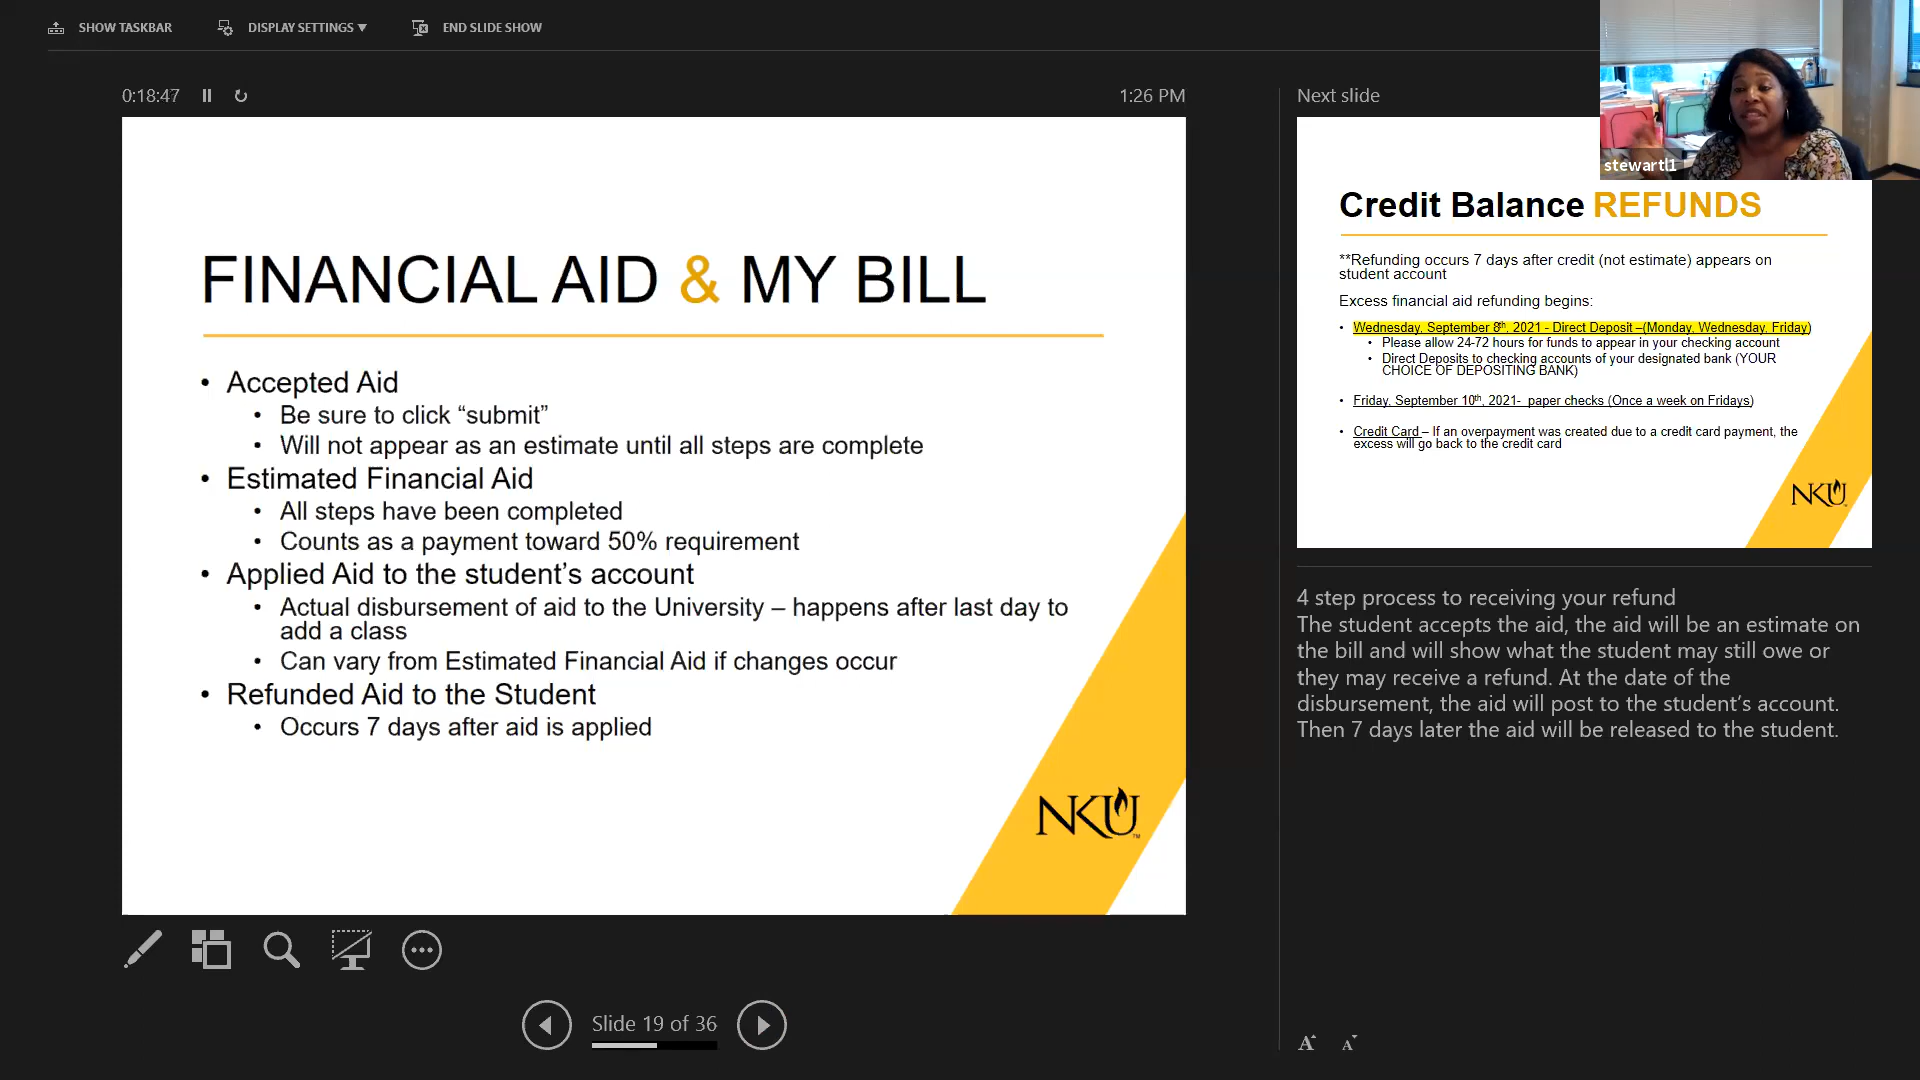 SHOW TASKBAR
DISPLAY SETTINGS ▼
END SLIDE SHOW
0:18:47
1:26 PM
FINANCIAL AID & MY BILL
• Accepted Aid
• Be sure to click “submit”
• Will not appear as an estimate until all steps are complete
• Estimated Financial Aid
• All steps have been completed
• Counts as a payment toward 50% requirement
• Applied Aid to the student’s account
• Actual disbursement of aid to the University – happens after last day to
add a class
• Can vary from Estimated Financial Aid if changes occur
• Refunded Aid to the Student
• Occurs 7 days after aid is applied
NKU
TM
Slide 19 of 36
Next slide
stewartl1
Credit Balance REFUNDS
**Refunding occurs 7 days after credit (not estimate) appears on
student account
Excess financial aid refunding begins:
• Wednesday, September 8th, 2021 - Direct Deposit –(Monday, Wednesday, Friday)
• Please allow 24-72 hours for funds to appear in your checking account
• Direct Deposits to checking accounts of your designated bank (YOUR
CHOICE OF DEPOSITING BANK)
• Friday, September 10th, 2021- paper checks (Once a week on Fridays)
• Credit Card – If an overpayment was created due to a credit card payment, the
excess will go back to the credit card
NKU
4 step process to receiving your refund
The student accepts the aid, the aid will be an estimate on
the bill and will show what the student may still owe or
they may receive a refund. At the date of the
disbursement, the aid will post to the student’s account.
Then 7 days later the aid will be released to the student.
A A